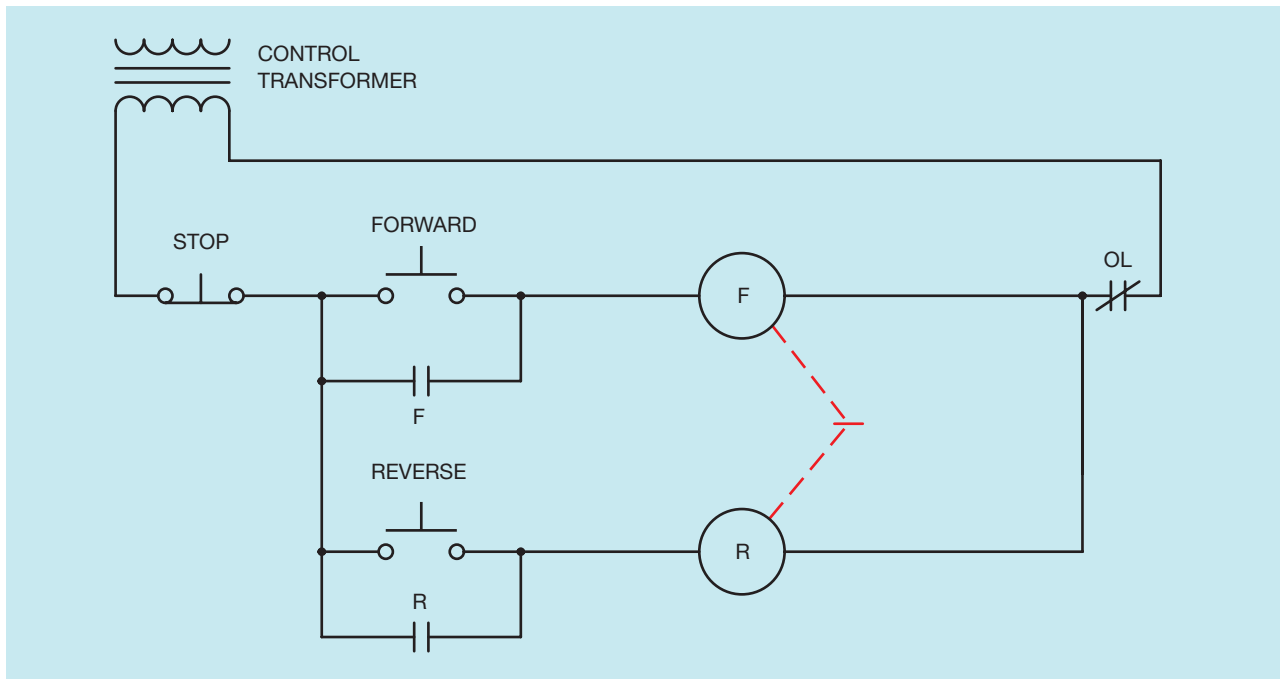 CONTROL
TRANSFORMER
FORWARD
STOP
OL
F
F
REVERSE
R
R